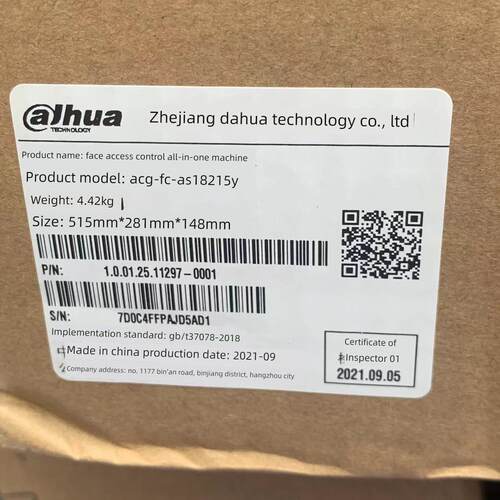 alhua
TECHNOLOGY
Zhejiang dahua technology co., ltd
Product name: face access control all-in-one machine
Product model: acg-fc-as18215y
Weight: 4.42kg
Size: 515mm*281mm*148mm
P/N: 1.0.01.25.11297-0001
S/N: 7D0C4FFPAJD5AD1
Implementation standard: gb/t37078-2018
Made in china production date: 2021-09
Company address: no. 1177 bin'an road, binjiang district, hangzhou city
Certificate of
Inspector 01
2021.09.05